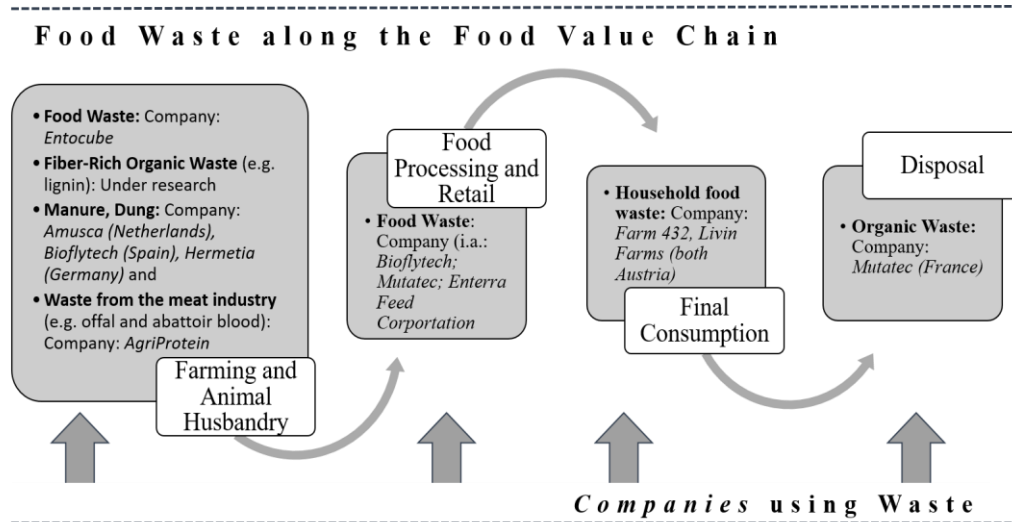 Food Waste along the Food Value Chain
• Food Waste: Company:
Entocube
• Fiber-Rich Organic Waste (e.g.
lignin): Under research
• Manure, Dung: Company:
Amusca (Netherlands),
Bioflytech (Spain), Hermetia
(Germany) and
• Waste from the meat industry
(e.g. offal and abattoir blood):
Company: AgriProtein
Farming and
Animal
Husbandry
Food
Processing and
Retail
• Food Waste:
Company (i.a.:
Bioflytech;
Mutatec; Enterra
Feed
Corportation
• Household food
waste: Company:
Farm 432, Livin
Farms (both
Austria)
Final
Consumption
Disposal
• Organic Waste:
Company:
Mutatec (France)
Companies using Waste